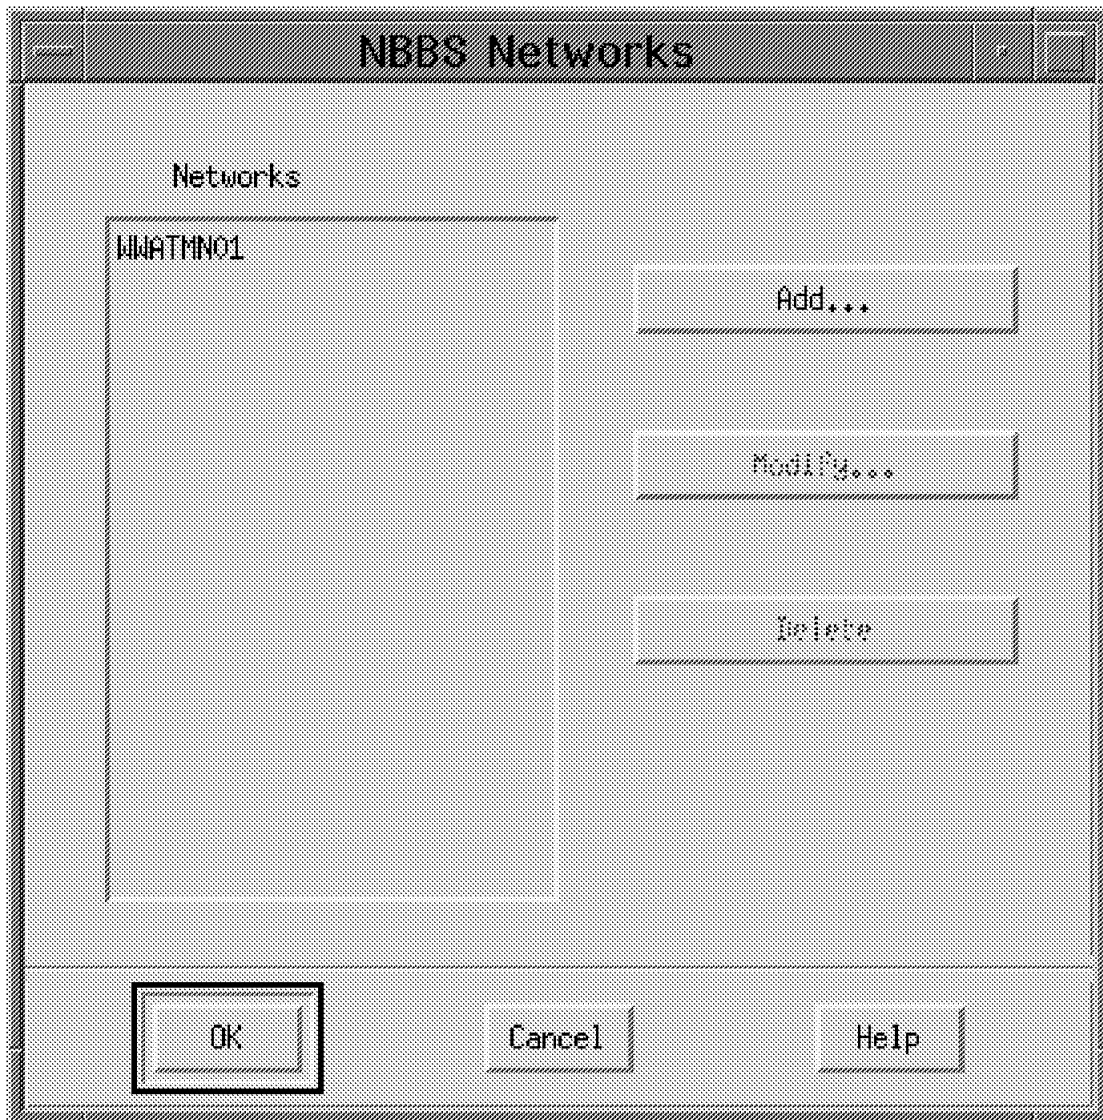 NBBS Networks
Networks
WWATMN01
Add...
Modify...
Delete
OK
Cancel
Help